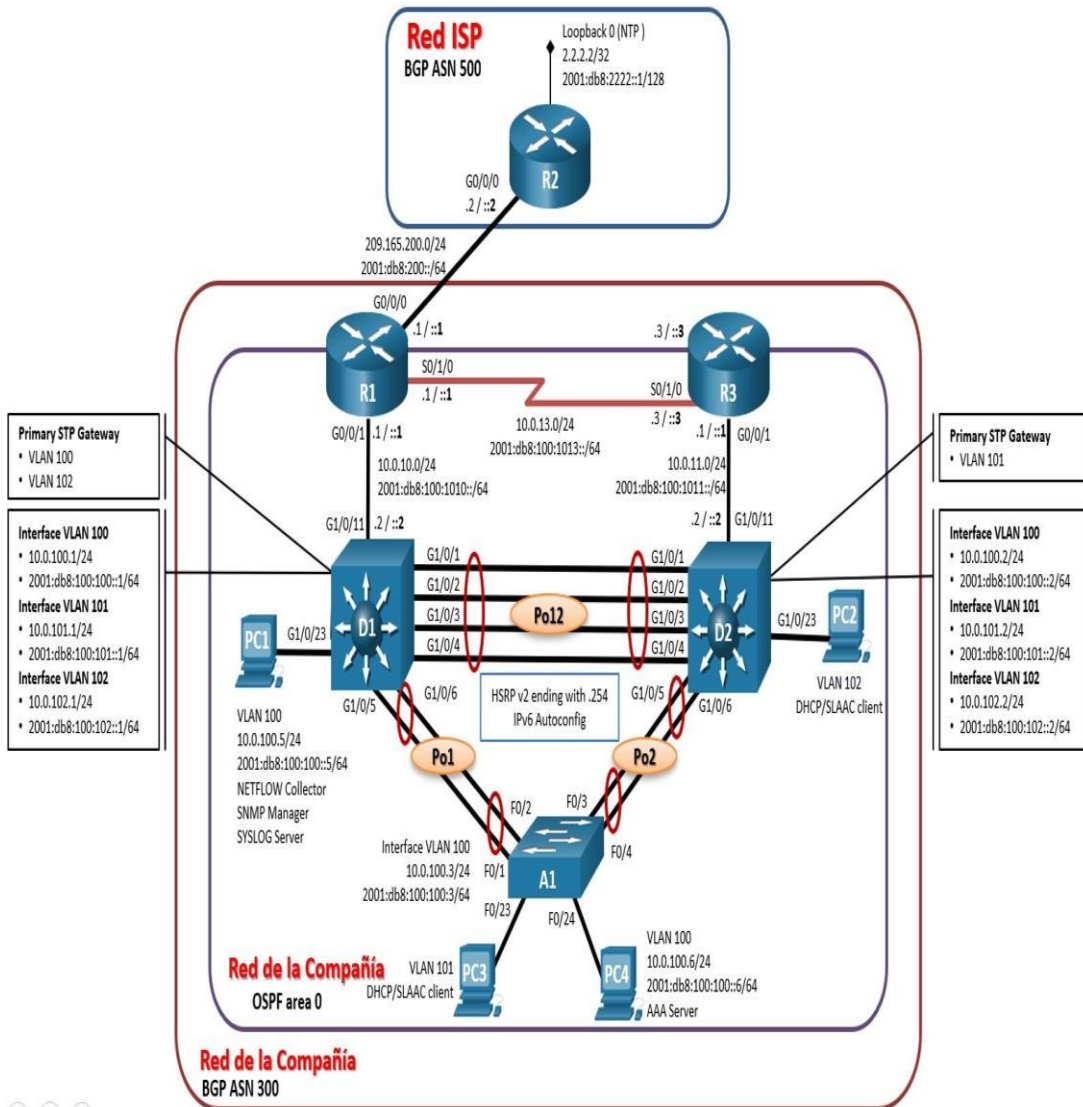 Red ISP
BGP ASN 500
Loopback 0 (NTP )
2.2.2.2/32
2001:db8:2222::1/128
R2
G0/0/0
.2 / ::2
209.165.200.0/24
2001:db8:200::/64
G0/0/0
.1 / ::1
R1
S0/1/0
.1 / ::1
.3 / ::3
R3
S0/1/0
.3 / ::3
10.0.13.0/24
2001:db8:100:1013::/64
G0/0/1
.1 / ::1
10.0.10.0/24
2001:db8:100:1010::/64
.1 / ::1
G0/0/1
10.0.11.0/24
2001:db8:100:1011::/64
Primary STP Gateway
• VLAN 100
• VLAN 102
Primary STP Gateway
• VLAN 101
Interface VLAN 100
• 10.0.100.1/24
• 2001:db8:100:100::1/64
Interface VLAN 101
• 10.0.101.1/24
• 2001:db8:100:101::1/64
Interface VLAN 102
• 10.0.102.1/24
• 2001:db8:100:102::1/64
Interface VLAN 100
• 10.0.100.2/24
• 2001:db8:100:100::2/64
Interface VLAN 101
• 10.0.101.2/24
• 2001:db8:100:101::2/64
Interface VLAN 102
• 10.0.102.2/24
• 2001:db8:100:102::2/64
G1/0/11
.2 / ::2
.2 / ::2
G1/0/11
G1/0/1
G1/0/1
G1/0/2
G1/0/2
G1/0/3
G1/0/3
G1/0/4
G1/0/4
Po12
D1
D2
PC1
G1/0/23
G1/0/23
PC2
VLAN 102
DHCP/SLAAC client
G1/0/5
G1/0/6
HSRP v2 ending with .254
IPv6 Autoconfig
G1/0/5
G1/0/6
VLAN 100
10.0.100.5/24
2001:db8:100:100::5/64
NETFLOW Collector
SNMP Manager
SYSLOG Server
Po1
Po2
F0/2
F0/3
F0/1
F0/4
Interface VLAN 100
10.0.100.3/24
2001:db8:100:100:3/64
A1
F0/23
F0/24
VLAN 101
DHCP/SLAAC client
PC3
PC4
VLAN 100
10.0.100.6/24
2001:db8:100:100::6/64
AAA Server
Red de la Compañía
OSPF area 0
Red de la Compañía
BGP ASN 300